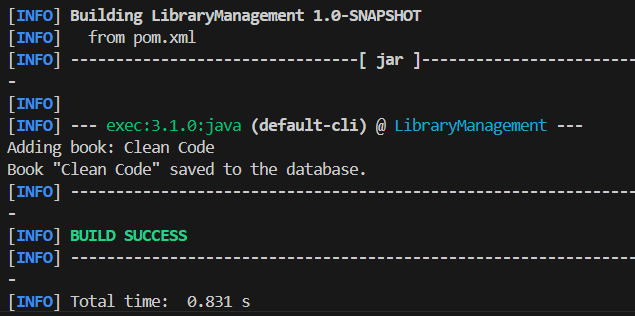 [INFO] Building LibraryManagement 1.0-SNAPSHOT
[INFO]   from pom.xml
[INFO] --------------------------------[ jar ]------------------------
-
[INFO]
[INFO] --- exec:3.1.0:java (default-cli) @ LibraryManagement ---
Adding book: Clean Code
Book "Clean Code" saved to the database.
[INFO] ---------------------------------------------------------------
-
[INFO] BUILD SUCCESS
[INFO] ---------------------------------------------------------------
-
[INFO] Total time:  0.831 s